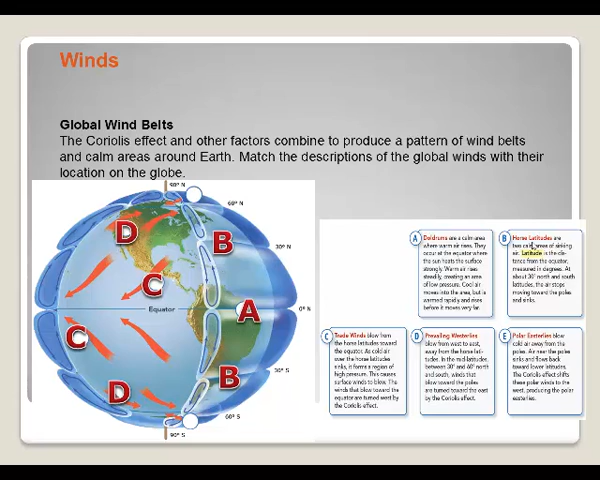 Winds
Global Wind Belts
The Coriolis effect and other factors combine to produce a pattern of wind belts
and calm areas around Earth. Match the descriptions of the global winds with their
location on the globe.
90° N
60° N
D
B
30° N
C
A
Equator
0° N
C
B
30° S
D
60° S
90° S
A
Doldrums are a calm area
where warm air rises. They
occur at the equator where
the sun heats the surface
strongly. Warm air rises
steadily, creating an area
of low pressure. Cool air
moves into the area, but is
warmed rapidly and rises
before it moves very far.
B
Horse Latitudes are
two calm areas of sinking
air. Latitude is the dis-
tance from the equator,
measured in degrees. At
about 30° north and south
latitudes, the air stops
moving toward the poles
and sinks.
C
Trade Winds blow from
the horse latitudes toward
the equator. As cold air
over the horse latitudes
sinks, it forms a region of
high pressure. This causes
surface winds to blow. The
winds that blow toward the
equator are turned west by
the Coriolis effect.
D
Prevailing Westerlies
blow from west to east,
away from the horse lati-
tudes. In the mid-latitudes,
between 30° and 60° north
and south, winds that
blow toward the poles
are turned toward the east
by the Coriolis effect.
E
Polar Easterlies blow
cold air away from the
poles. Air near the poles
sinks and flows back
toward lower latitudes.
The Coriolis effect shifts
these polar winds to the
west, producing the polar
easterlies.